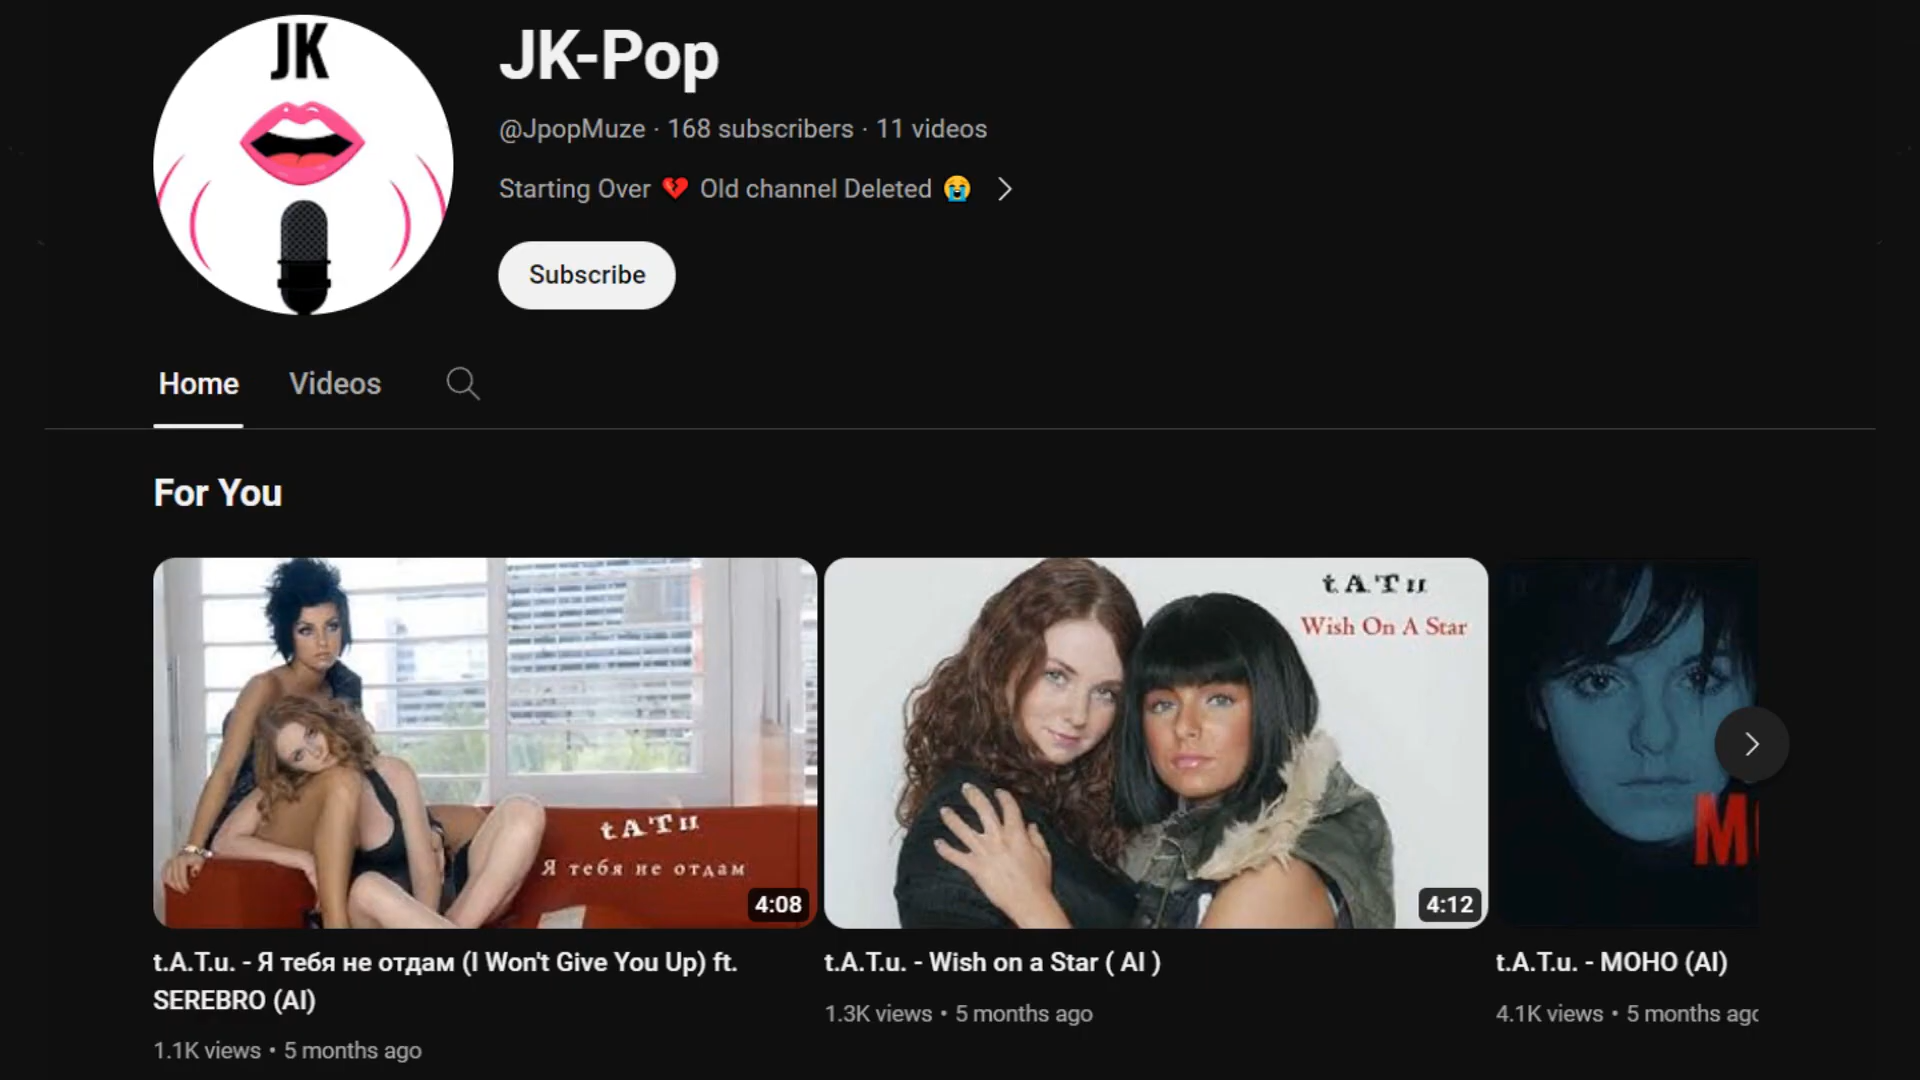 JK
JK-Pop
@JpopMuze · 168 subscribers · 11 videos
Starting Over 💔 Old channel Deleted 😭
Subscribe
Home Videos
For You
t.A.T.u
Я тебя не отдам
4:08
t.A.T.u
Wish On A Star
4:12
M
t.A.T.u. - Я тебя не отдам (I Won't Give You Up) ft.
SEREBRO (AI)
1.1K views • 5 months ago
t.A.T.u. - Wish on a Star ( AI )
1.3K views • 5 months ago
t.A.T.u. - МОНО (AI)
4.1K views • 5 months ago